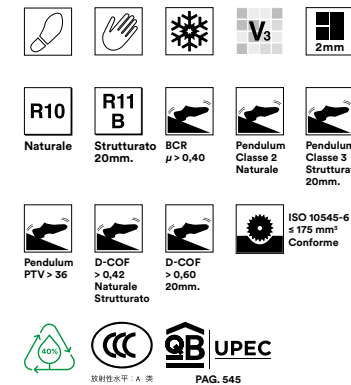 V3
2mm
R10
R11
B
Naturale
Strutturato
20mm.
BCR
μ > 0,40
Pendulum
Classe 2
Naturale
Pendulum
Classe 3
Struttura
20mm.
Pendulum
PTV > 36
D-COF
> 0,42
Naturale
Strutturato
D-COF
> 0,60
20mm.
ISO 10545-6
≤ 175 mm³
Conforme
40%
CCC
放射性水平：A 类
QB UPEC
PAG. 545